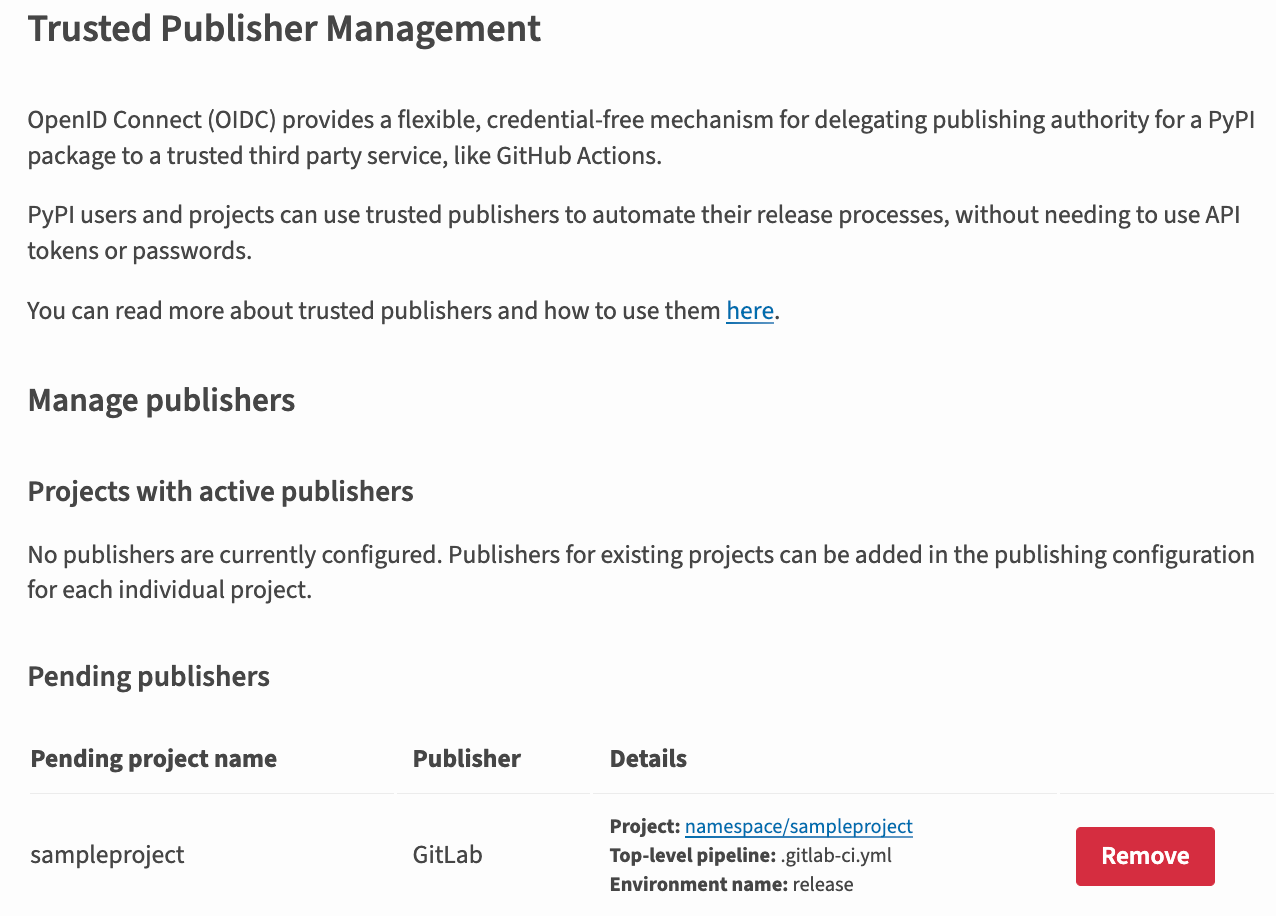 Trusted Publisher Management
OpenID Connect (OIDC) provides a flexible, credential-free mechanism for delegating publishing authority for a PyPI
package to a trusted third party service, like GitHub Actions.
PyPI users and projects can use trusted publishers to automate their release processes, without needing to use API
tokens or passwords.
You can read more about trusted publishers and how to use them here.
Manage publishers
Projects with active publishers
No publishers are currently configured. Publishers for existing projects can be added in the publishing configuration
for each individual project.
Pending publishers
Pending project name Publisher Details
sampleproject GitLab Project: namespace/sampleproject
Top-level pipeline: .gitlab-ci.yml
Environment name: release
Remove